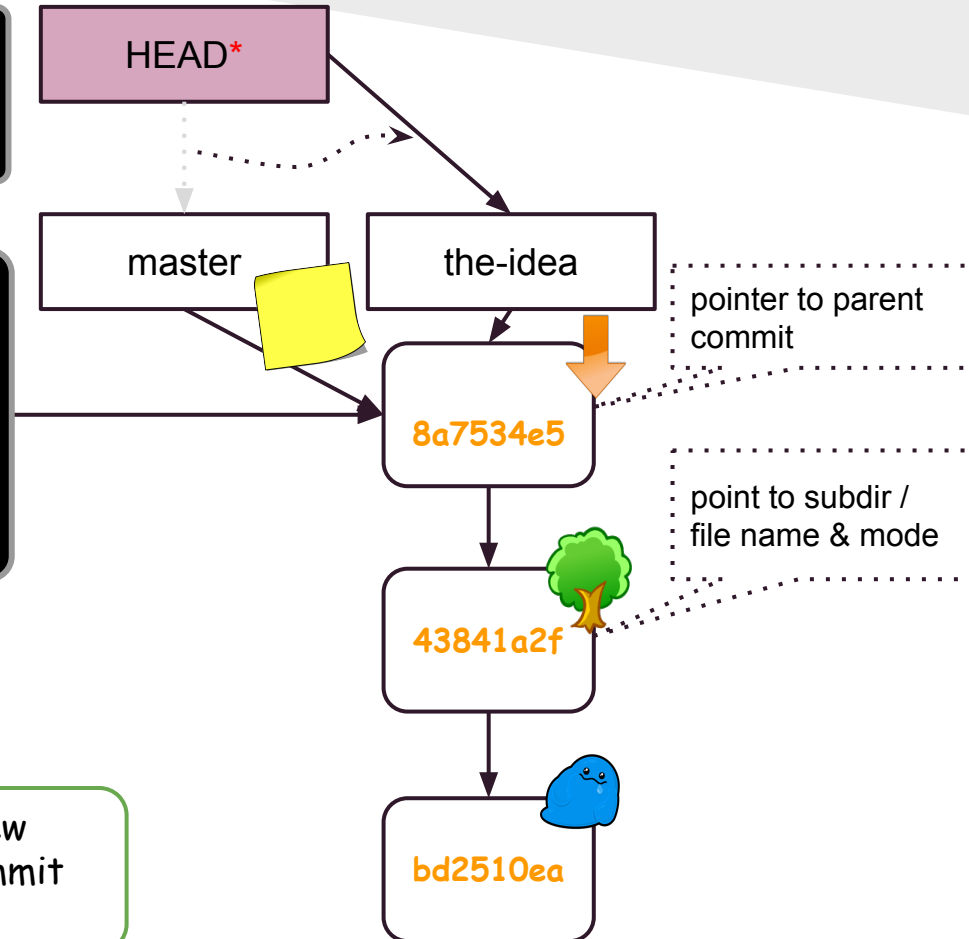 HEAD*
master
the-idea
pointer to parent
commit
8a7534e5
point to subdir /
file name & mode
43841a2f
bd2510ea